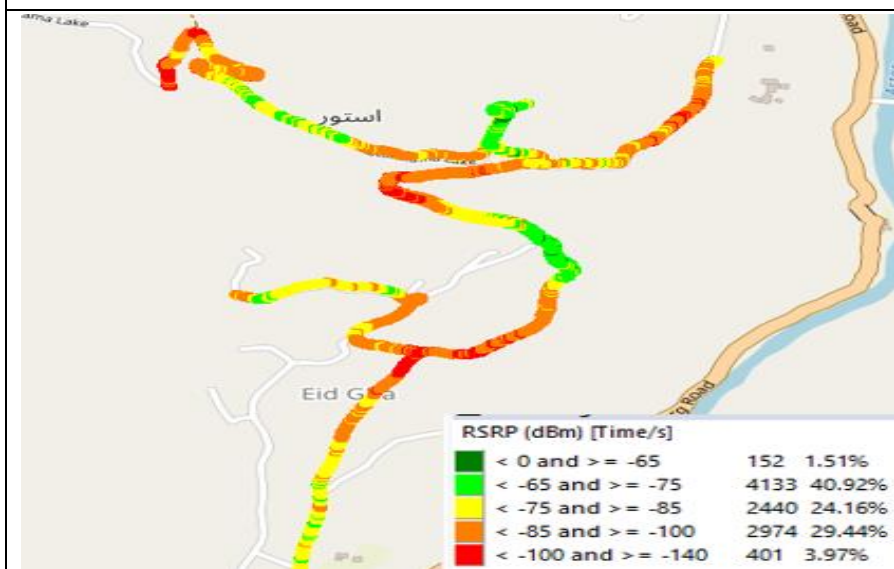 ama Lake
استور
Lake
Eid G
g Road
RSRP (dBm) [Time/s]
< 0 and >= -65 152 1.51%
< -65 and >= -75 4133 40.92%
< -75 and >= -85 2440 24.16%
< -85 and >= -100 2974 29.44%
< -100 and >= -140 401 3.97%